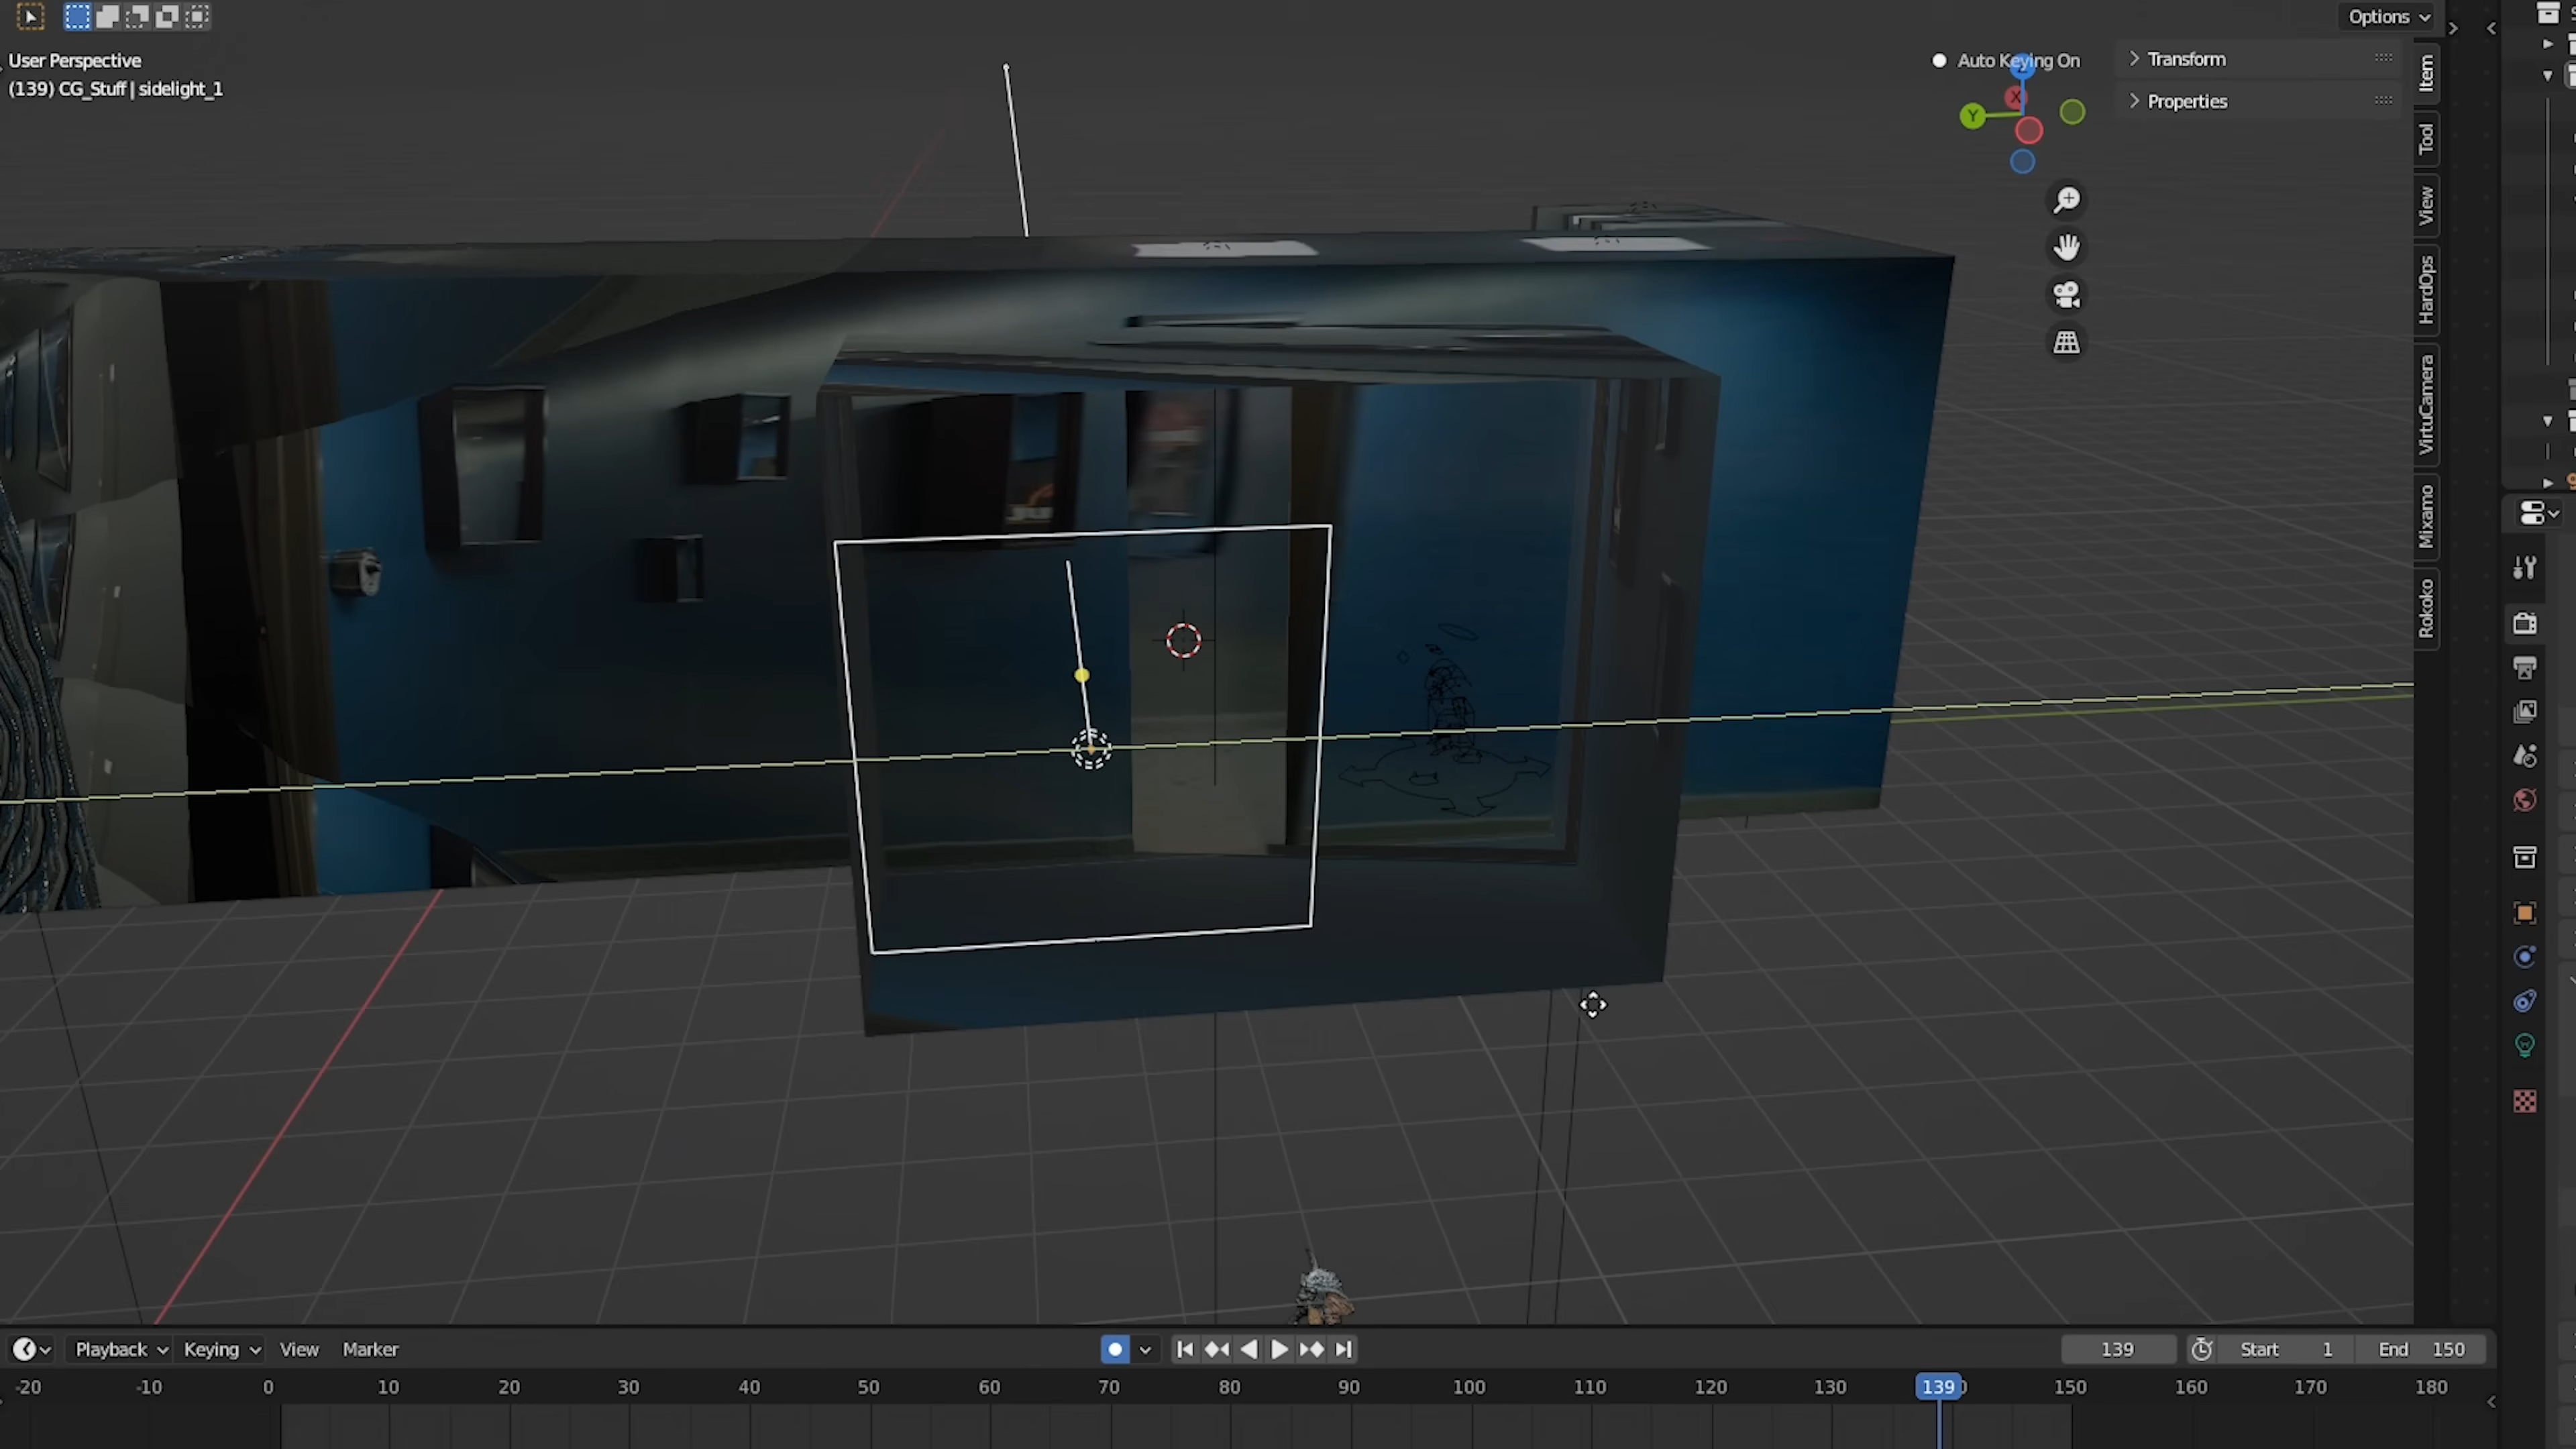 Options
User Perspective
(139) CG_Stuff | sidelight_1
Auto Keying On
Transform
Properties
Z
X
Y
Item
Tool
View
HardOps
VirtuCamera
Mixamo
Rokoko
Playback
Keying
View
Marker
139
Start 1
End 150
-20 -10 0 10 20 30 40 50 60 70 80 90 100 110 120 130 139 150 160 170 180